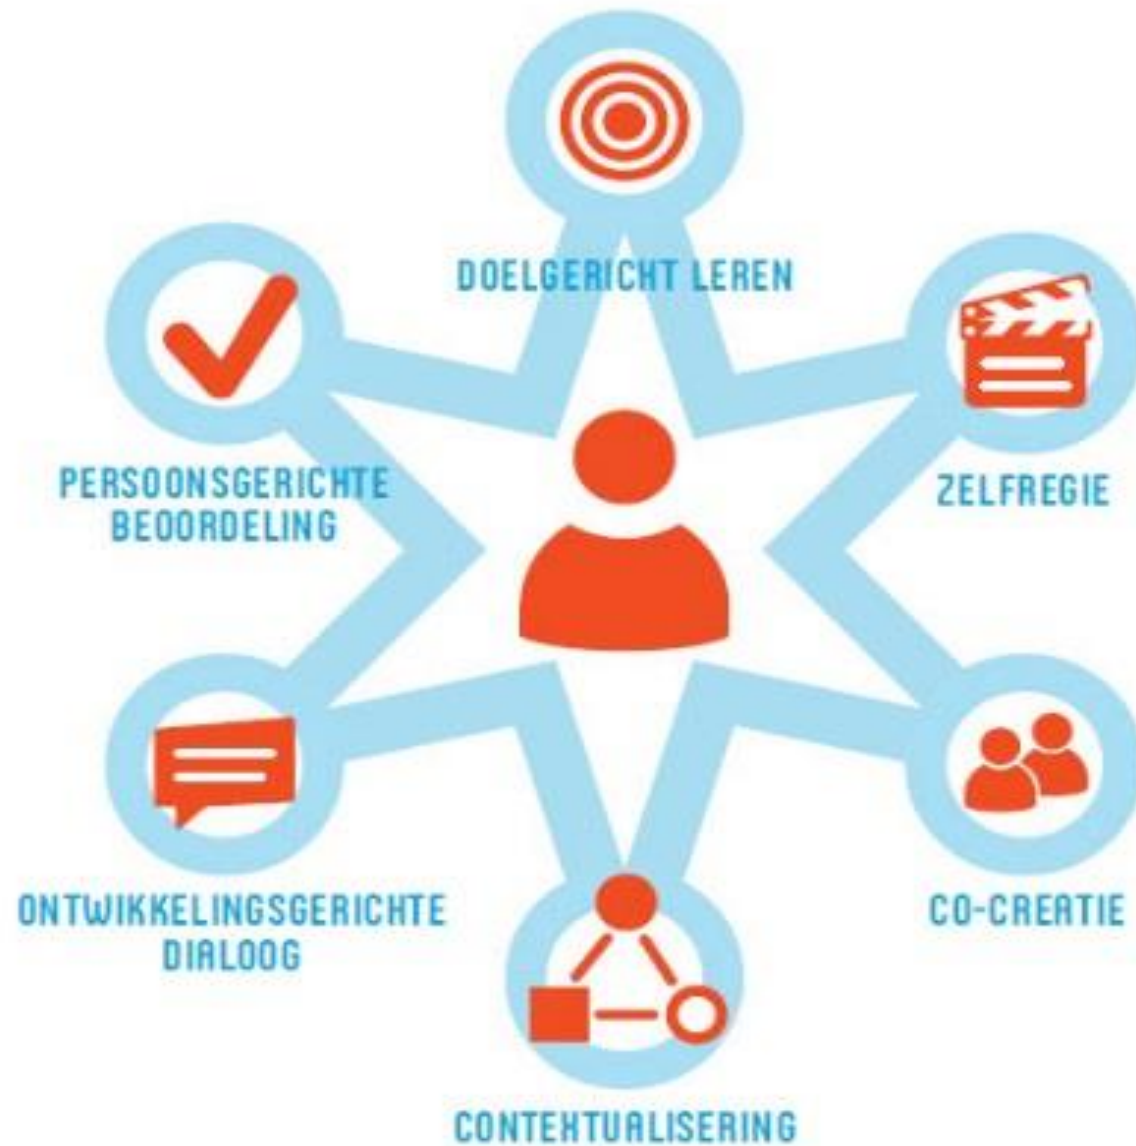 DOELGERICHT LEREN
PERSOONSGERICHTE
BEOORDELING
ZELFREGIE
ONTWIKKELINGSGERICHTE
DIALOOG
CO-CREATIE
CONTEXTUALISERING